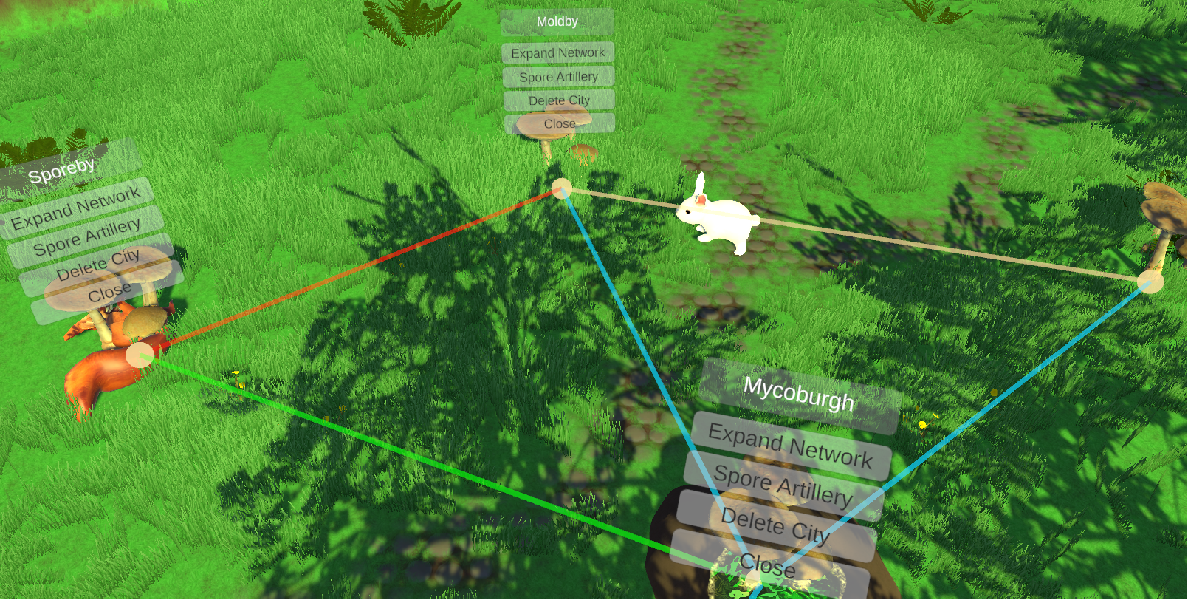 Moldby
Expand Network
Spore Artillery
Delete City
Close
Sporeby
Expand Network
Spore Artillery
Delete City
Close
Mycoburgh
Expand Network
Spore Artillery
Delete City
Close